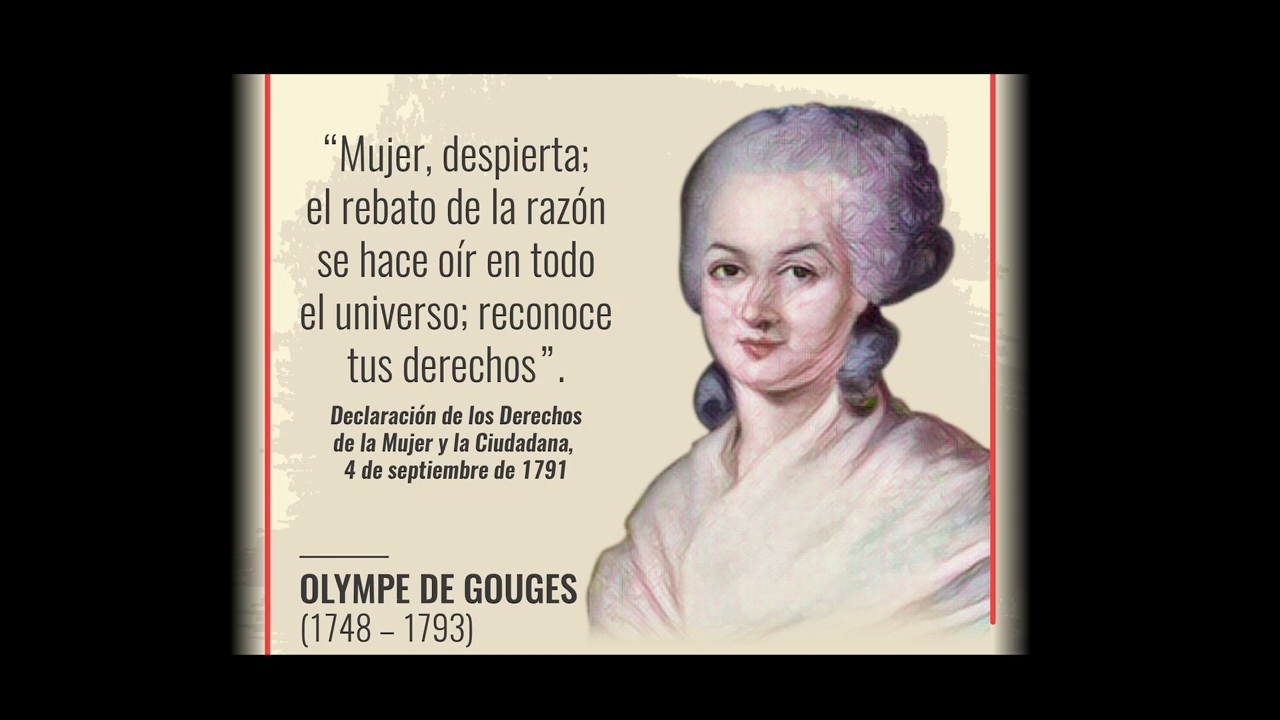 “Mujer, despierta;
el rebato de la razón
se hace oír en todo
el universo; reconoce
tus derechos”.
Declaración de los Derechos
de la Mujer y la Ciudadana,
4 de septiembre de 1791
OLYMPE DE GOUGES
(1748 – 1793)